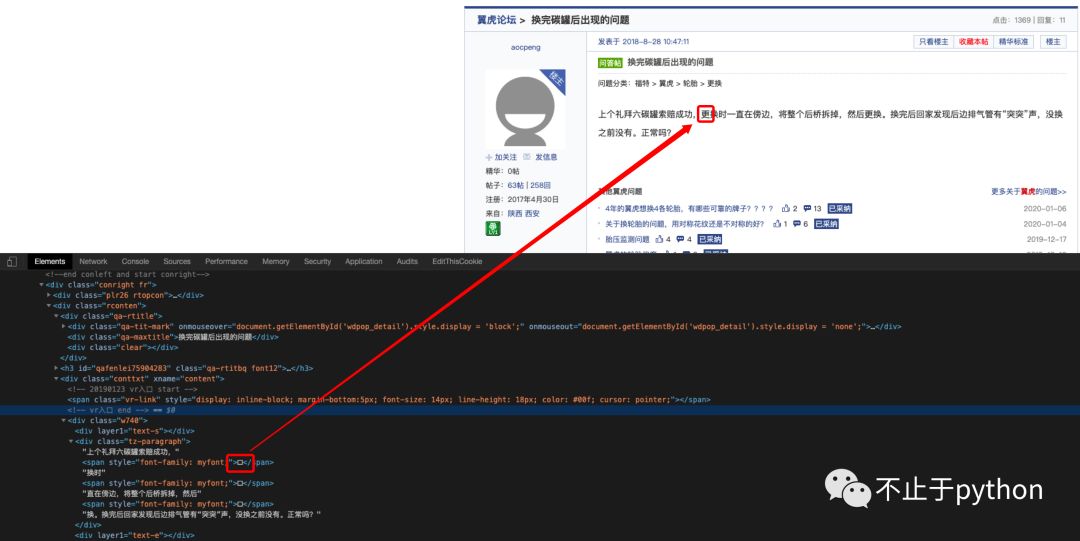 翼虎论坛 > 换完碳罐后出现的问题
点击：1369 | 回复：11
aocpeng
楼主
加关注 发信息
精华：0帖
帖子：63帖 | 258回
注册：2017年4月30日
来自：陕西 西安
LV1
发表于 2018-8-28 10:47:11
只看楼主 收藏本帖 精华标准 楼主
问答帖 换完碳罐后出现的问题
问题分类：福特 > 翼虎 > 轮胎 > 更换
上个礼拜六碳罐索赔成功，更换时一直在傍边，将整个后桥拆掉，然后更换。换完后回家发现后边排气管有“突突”声，没换
之前没有。正常吗？
他翼虎问题
更多关于翼虎的问题>>
4年的翼虎想换4各轮胎，有哪些可靠的牌子？？？？ 2 13 已采纳 2020-01-06
关于换轮胎的问题，用对称花纹还是不对称的好？ 1 6 已采纳 2020-01-04
胎压监测问题 4 4 已采纳 2019-12-17
Elements Network Console Sources Performance Memory Security Application Audits EditThisCookie
<!--end conleft and start conright-->
▼<div class="conright fr">
▶<div class="plr26 rtopcon">…</div>
▼<div class="rconten">
▼<div class="qa-rtitle">
▶<div class="qa-tit-mark" onmouseover="document.getElementById('wdpop_detail').style.display = 'block';" onmouseout="document.getElementById('wdpop_detail').style.display = 'none';">…</div>
<div class="qa-maxtitle">换完碳罐后出现的问题</div>
<div class="clear"></div>
</div>
▶<h3 id="qafenlei75904283" class="qa-rtitbq font12">…</h3>
▼<div class="conttxt" xname="content">
<!-- 20190123 vr入口 start -->
<span class="vr-link" style="display: inline-block; margin-bottom:5px; font-size: 14px; line-height: 18px; color: #00f; cursor: pointer;"></span>
<!-- vr入口 end --> == $0
▼<div class="w740">
<div layer1="text-s"></div>
▼<div class="tz-paragraph">
"上个礼拜六碳罐索赔成功，"
<span style="font-family: myfont;">□</span>
"换时"
<span style="font-family: myfont;">□</span>
"直在傍边，将整个后桥拆掉，然后"
<span style="font-family: myfont;">□</span>
"换。换完后回家发现后边排气管有“突突”声，没换之前没有。正常吗？"
</div>
<div layer1="text-e"></div>
不止于python